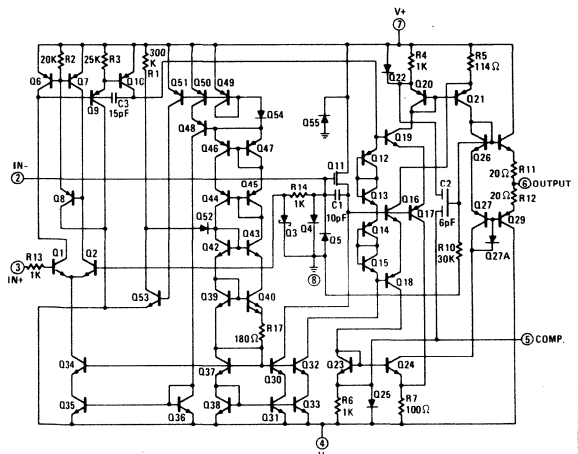 V+
7
300
K
R1
20K R2
25K R3
R4
1K
R5
114Ω
Q6
Q7
Q10
Q51
Q50
Q49
Q22
Q20
Q21
Q9
C3
15pF
Q48
Q54
Q55
Q19
Q26
Q46
Q47
Q12
IN-
2
Q11
R11
20Ω
6 OUTPUT
20Ω
R12
Q8
Q44
Q45
R14
1K
C1
10pF
Q13
Q16
Q17
C2
6pF
Q27
Q29
Q52
Q3
Q4
Q5
Q14
R13
1K
3
IN+
Q1
Q2
Q42
Q43
8
Q15
R10
30K
Q27A
Q53
Q39
Q40
Q18
R17
180Ω
5 COMP.
Q34
Q37
Q30
Q32
Q23
Q24
Q35
Q36
Q38
Q31
Q33
R6
1K
Q25
R7
100Ω
4